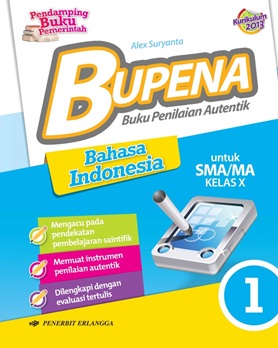 Pendamping
Buku
Pemerintah
Alex Suryanta
Kurikulum
2013
BUPENA
Buku Penilaian Autentik
Bahasa
Indonesia
untuk
SMA/MA
KELAS X
Mengacu pada
pendekatan
pembelajaran saintifik
Memuat instrumen
penilaian autentik
Dilengkapi dengan
evaluasi tertulis
1
PENERBIT ERLANGGA